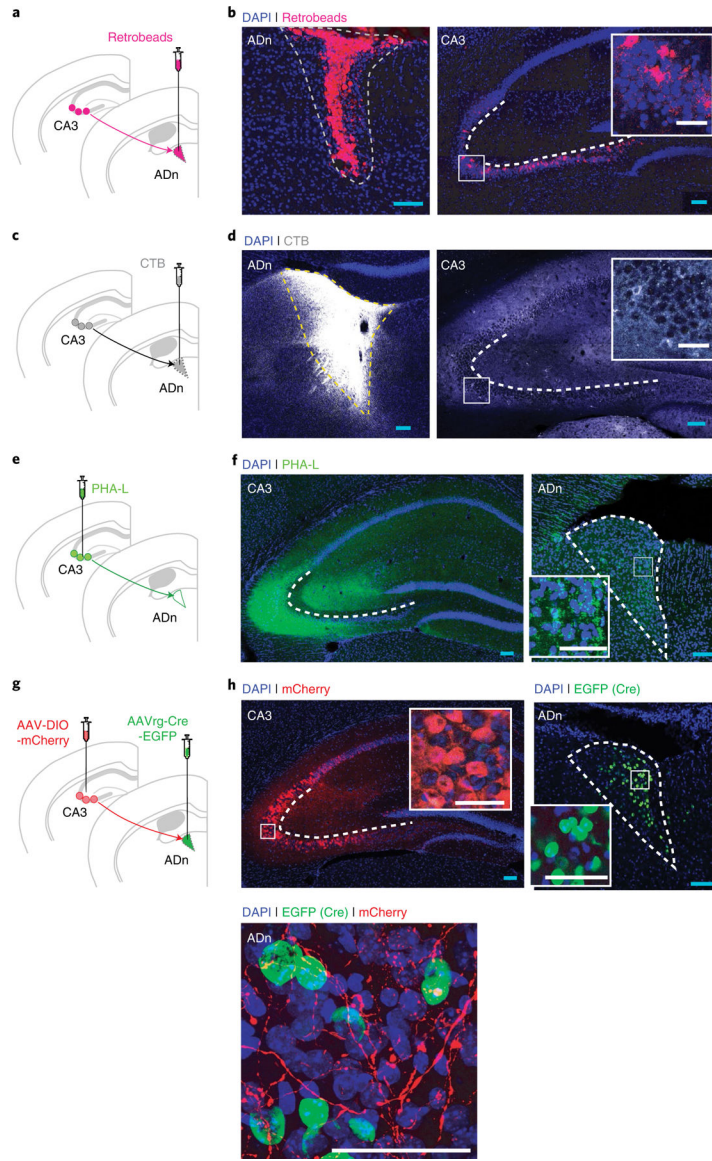 a
Retrobeads
CA3
ADn
b
DAPI | Retrobeads
ADn
CA3
c
CTB
CA3
ADn
d
DAPI | CTB
ADn
CA3
e
PHA-L
CA3
ADn
f
DAPI | PHA-L
CA3
ADn
g
AAV-DIO
-mCherry
AAVrg-Cre
-EGFP
CA3
ADn
h
DAPI | mCherry
CA3
DAPI | EGFP (Cre)
ADn
DAPI | EGFP (Cre) | mCherry
ADn